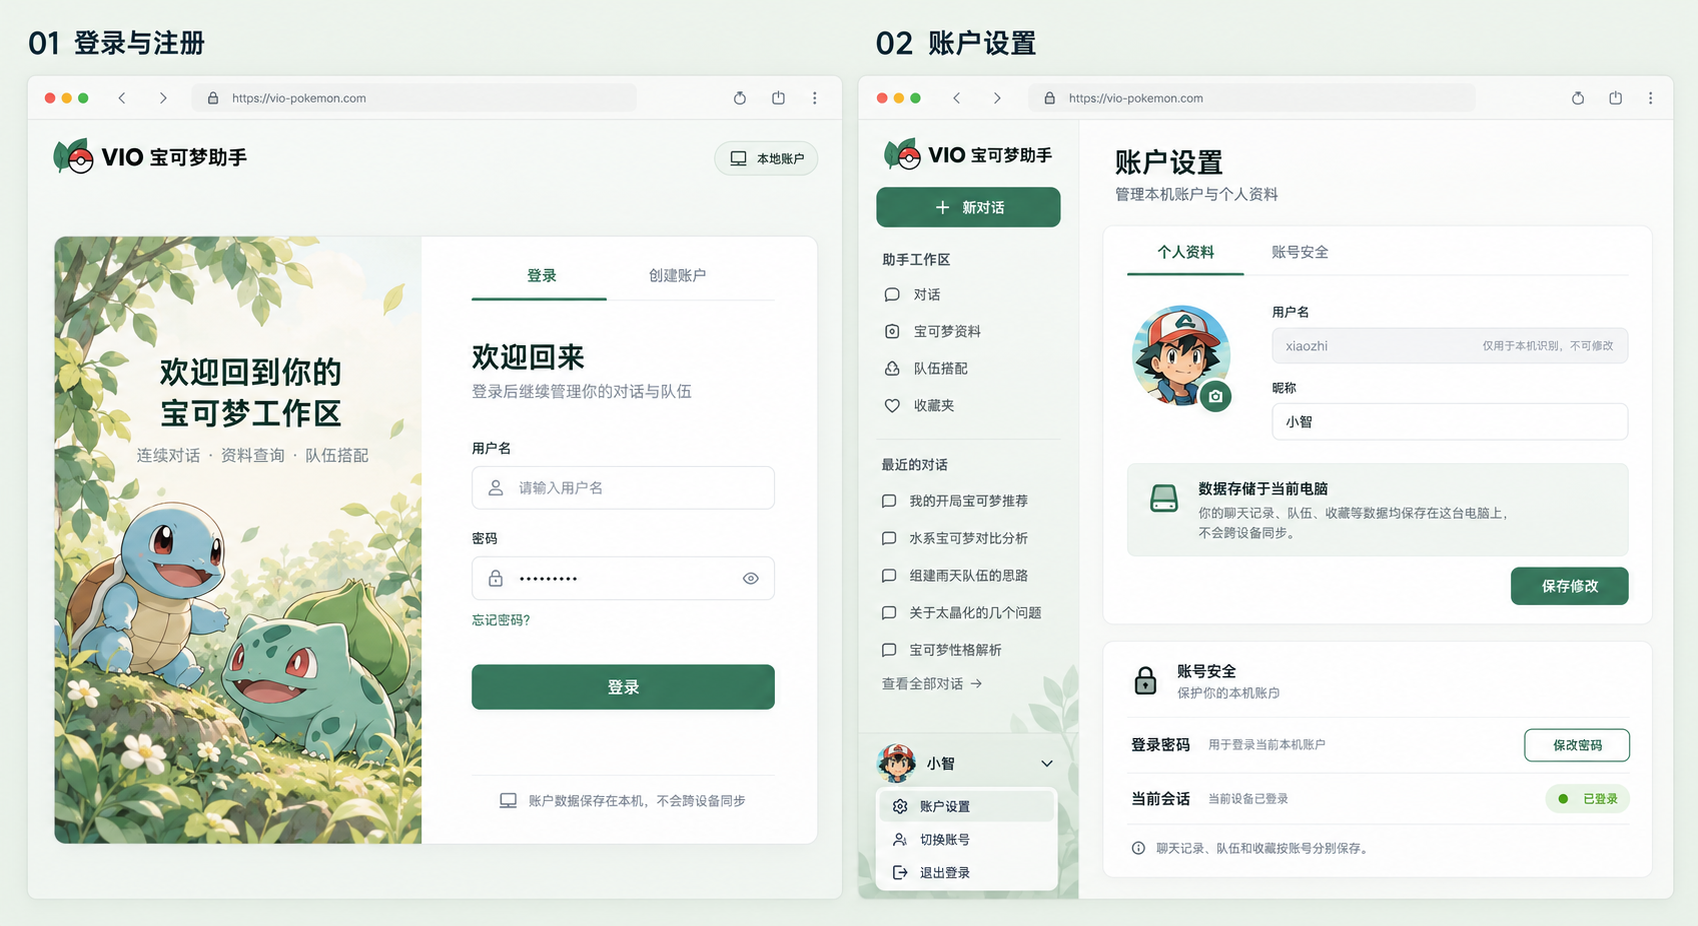 01 登录与注册
https://vio-pokemon.com
VIO 宝可梦助手
本地账户
欢迎回到你的
宝可梦工作区
连续对话 · 资料查询 · 队伍搭配
登录
创建账户
欢迎回来
登录后继续管理你的对话与队伍
用户名
请输入用户名
密码
•••••••••
忘记密码?
登录
账户数据保存在本机，不会跨设备同步
02 账户设置
https://vio-pokemon.com
VIO 宝可梦助手
+ 新对话
助手工作区
对话
宝可梦资料
队伍搭配
收藏夹
最近的对话
我的开局宝可梦推荐
水系宝可梦对比分析
组建雨天队伍的思路
关于太晶化的几个问题
宝可梦性格解析
查看全部对话 →
小智
账户设置
切换账号
退出登录
账户设置
管理本机账户与个人资料
个人资料
账号安全
用户名
xiaozhi
仅用于本机识别，不可修改
昵称
小智
数据存储于当前电脑
你的聊天记录、队伍、收藏等数据均保存在这台电脑上，
不会跨设备同步。
保存修改
账号安全
保护你的本机账户
登录密码
用于登录当前本机账户
保改密码
当前会话
当前设备已登录
已登录
聊天记录、队伍和收藏按账号分别保存。